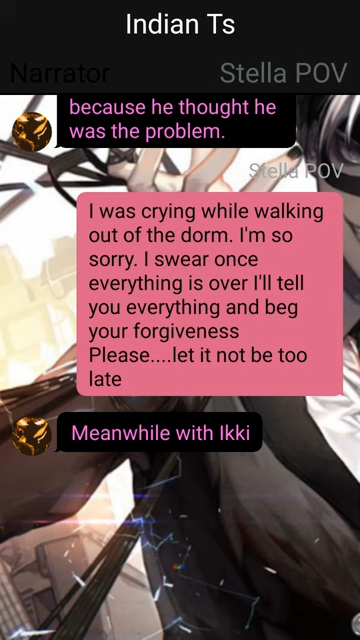 Indian Ts
Narrator
Stella POV
because he thought he
was the problem.
Stella POV
I was crying while walking
out of the dorm. I'm so
sorry. I swear once
everything is over I'll tell
you everything and beg
your forgiveness
Please....let it not be too
late
Meanwhile with Ikki